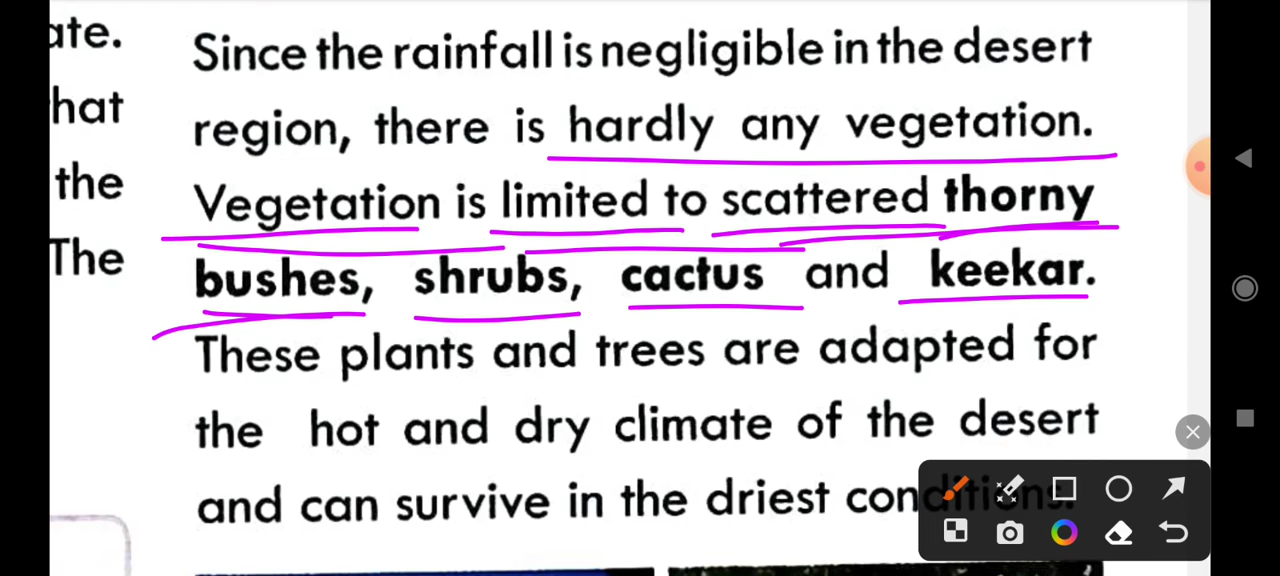 ate.
hat
the
The
Since the rainfall is negligible in the desert
region, there is hardly any vegetation.
Vegetation is limited to scattered thorny
bushes, shrubs, cactus and keekar.
These plants and trees are adapted for
the hot and dry climate of the desert
and can survive in the driest conditions.